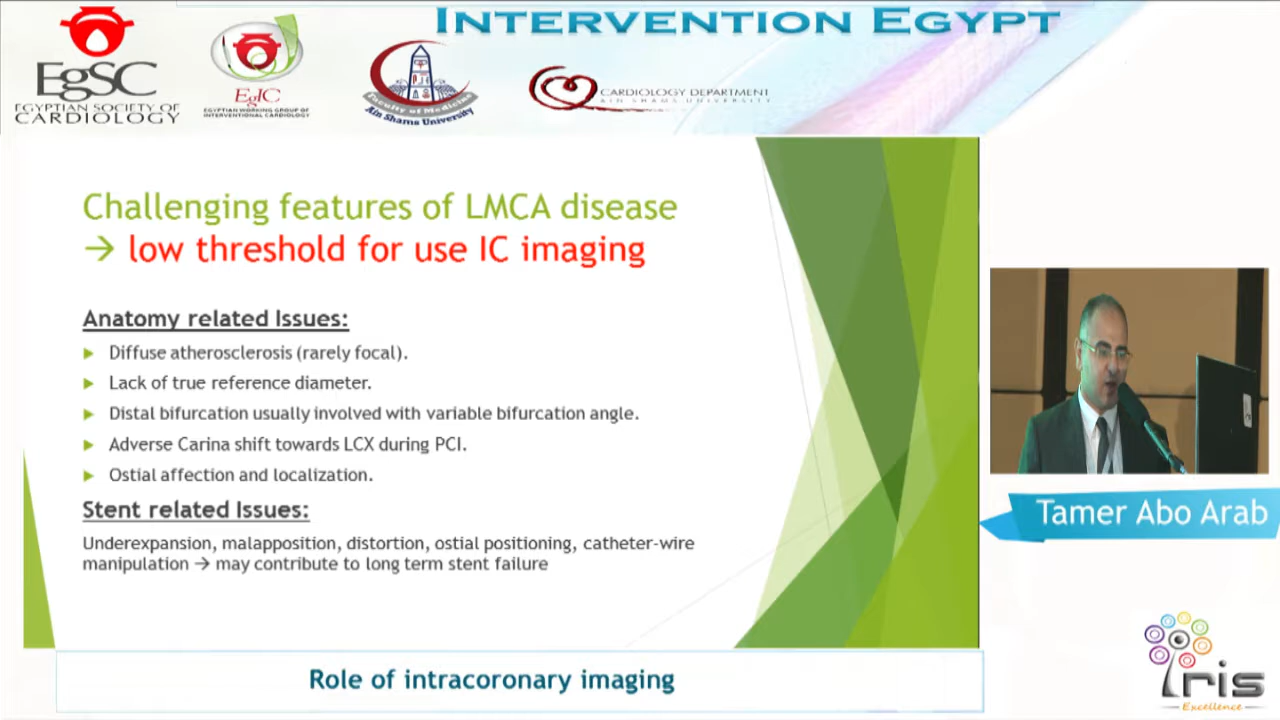 INTERVENTION EGYPT
EgSC
EGYPTIAN SOCIETY OF
CARDIOLOGY
EgIC
EGYPTIAN WORKING GROUP OF
INTERVENTIONAL CARDIOLOGY
Faculty of Medicine
Ain Shams University
CARDIOLOGY DEPARTMENT
AIN SHAMS UNIVERSITY
Challenging features of LMCA disease
→ low threshold for use IC imaging
Anatomy related Issues:
Diffuse atherosclerosis (rarely focal).
Lack of true reference diameter.
Distal bifurcation usually involved with variable bifurcation angle.
Adverse Carina shift towards LCX during PCI.
Ostial affection and localization.
Stent related Issues:
Underexpansion, malapposition, distortion, ostial positioning, catheter-wire
manipulation → may contribute to long term stent failure
Tamer Abo Arab
Role of intracoronary imaging
Iris
Excellence